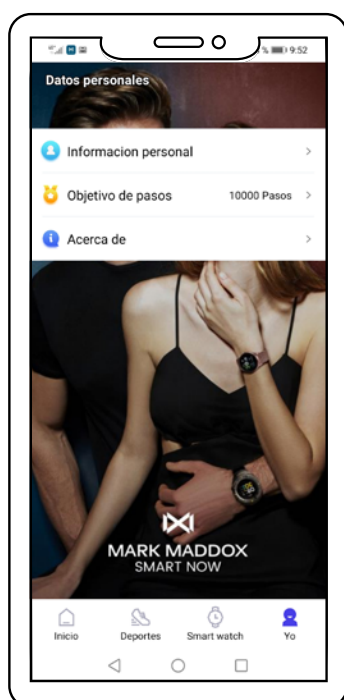 % 9:52
Datos personales
Informacion personal
Objetivo de pasos 10000 Pasos
Acerca de
MARK MADDOX
SMART NOW
Inicio Deportes Smart watch Yo